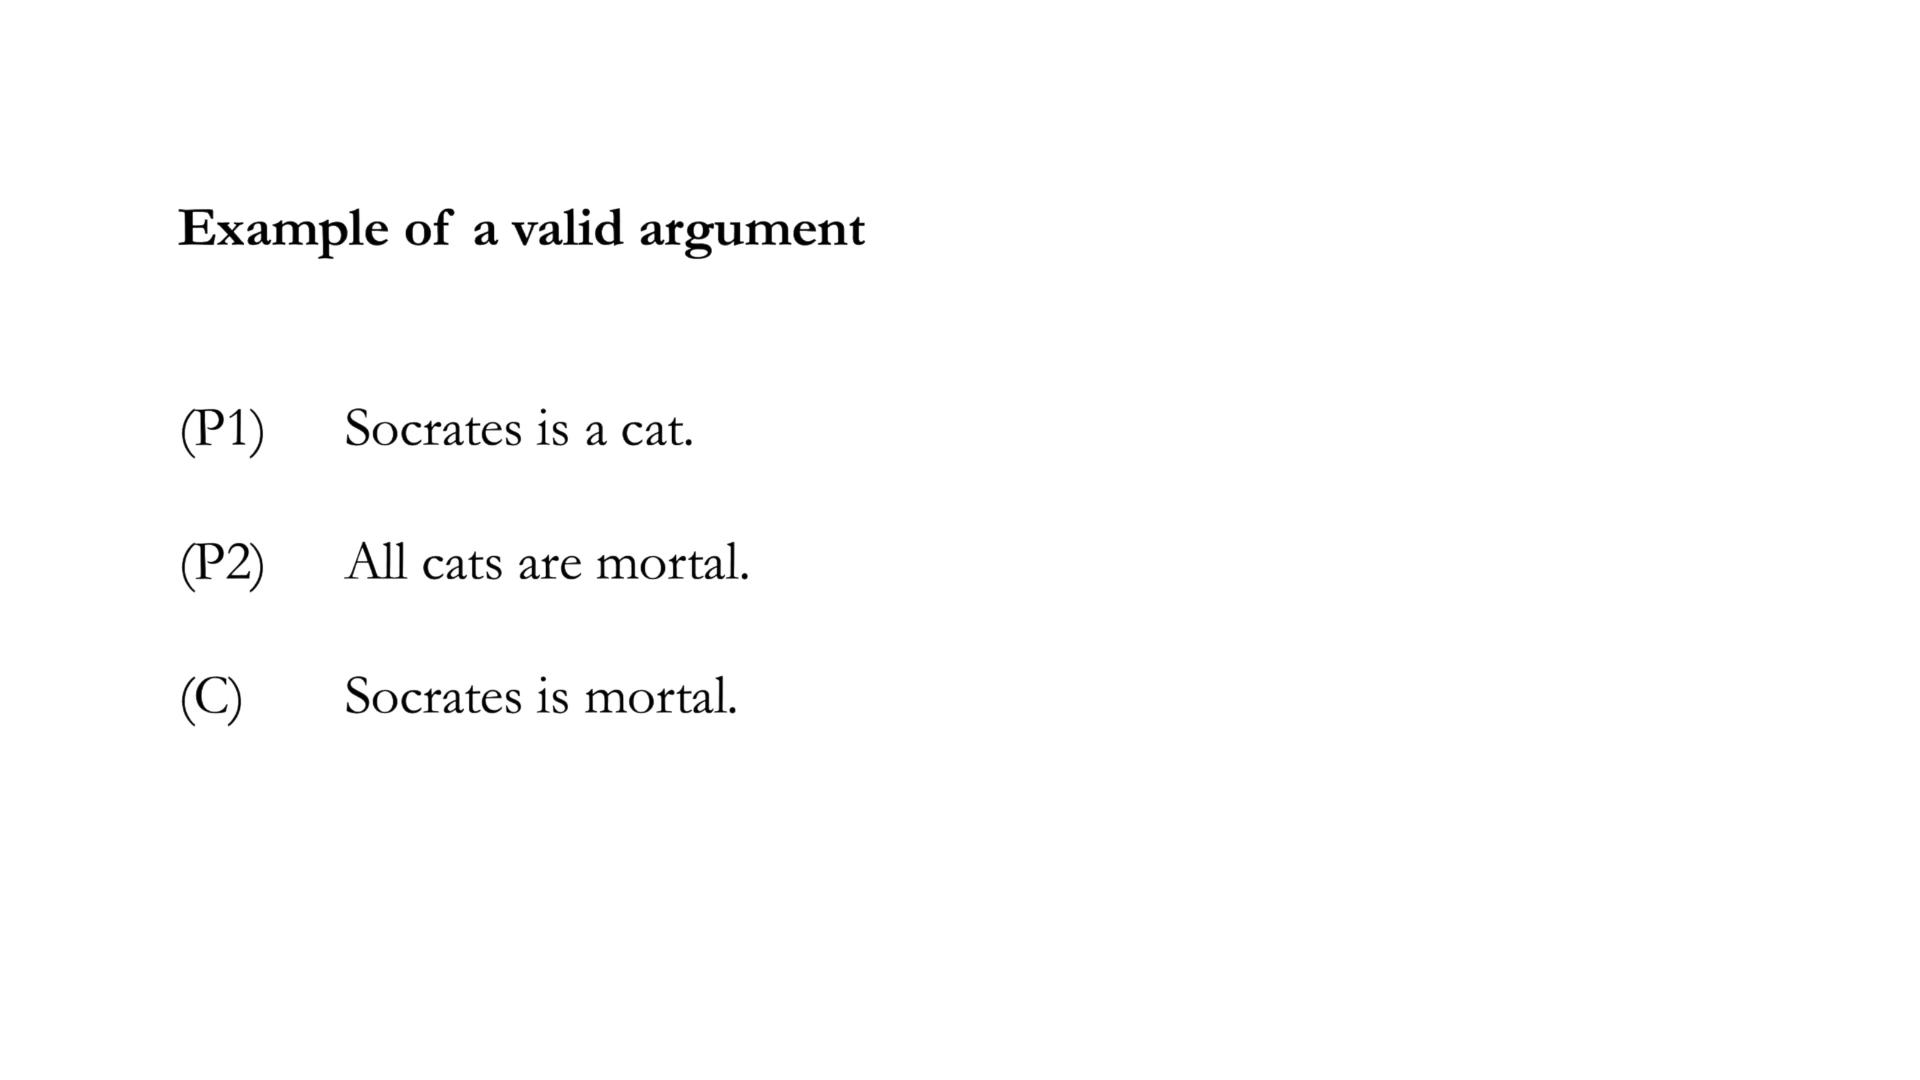 Example of a valid argument
(P1) Socrates is a cat.
(P2) All cats are mortal.
(C) Socrates is mortal.